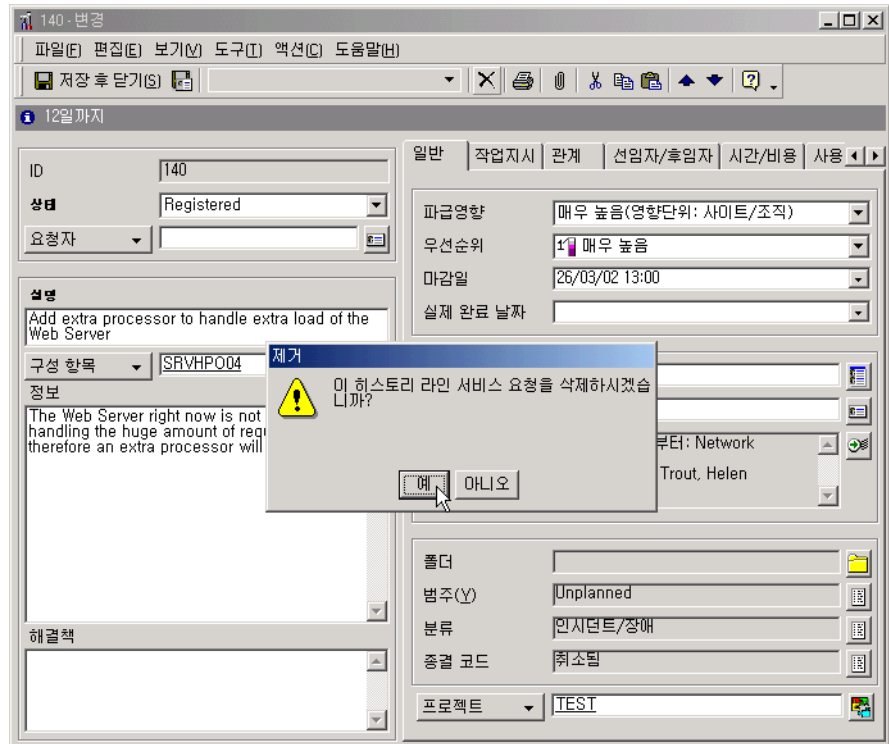 140 - 변경
파일(F) 편집(E) 보기(V) 도구(T) 액션(C) 도움말(H)
저장 후 닫기(S)
12일까지
ID 140
상태 Registered
요청자
설명
Add extra processor to handle extra load of the
Web Server
구성 항목 SRVHPO04
정보
The Web Server right now is not
handling the huge amount of
therefore an extra processor will
해결책
일반 작업지시 관계 선임자/후임자 시간/비용 사용
파급영향 매우 높음(영향단위: 사이트/조직)
우선순위 1 매우 높음
마감일 26/03/02 13:00
실제 완료 날짜
제거
이 히스토리 라인 서비스 요청을 삭제하시겠습
니까?
예 아니오
부터: Network
Trout, Helen
폴더
범주(Y) Unplanned
분류 인시던트/장애
종결 코드 취소됨
프로젝트 TEST